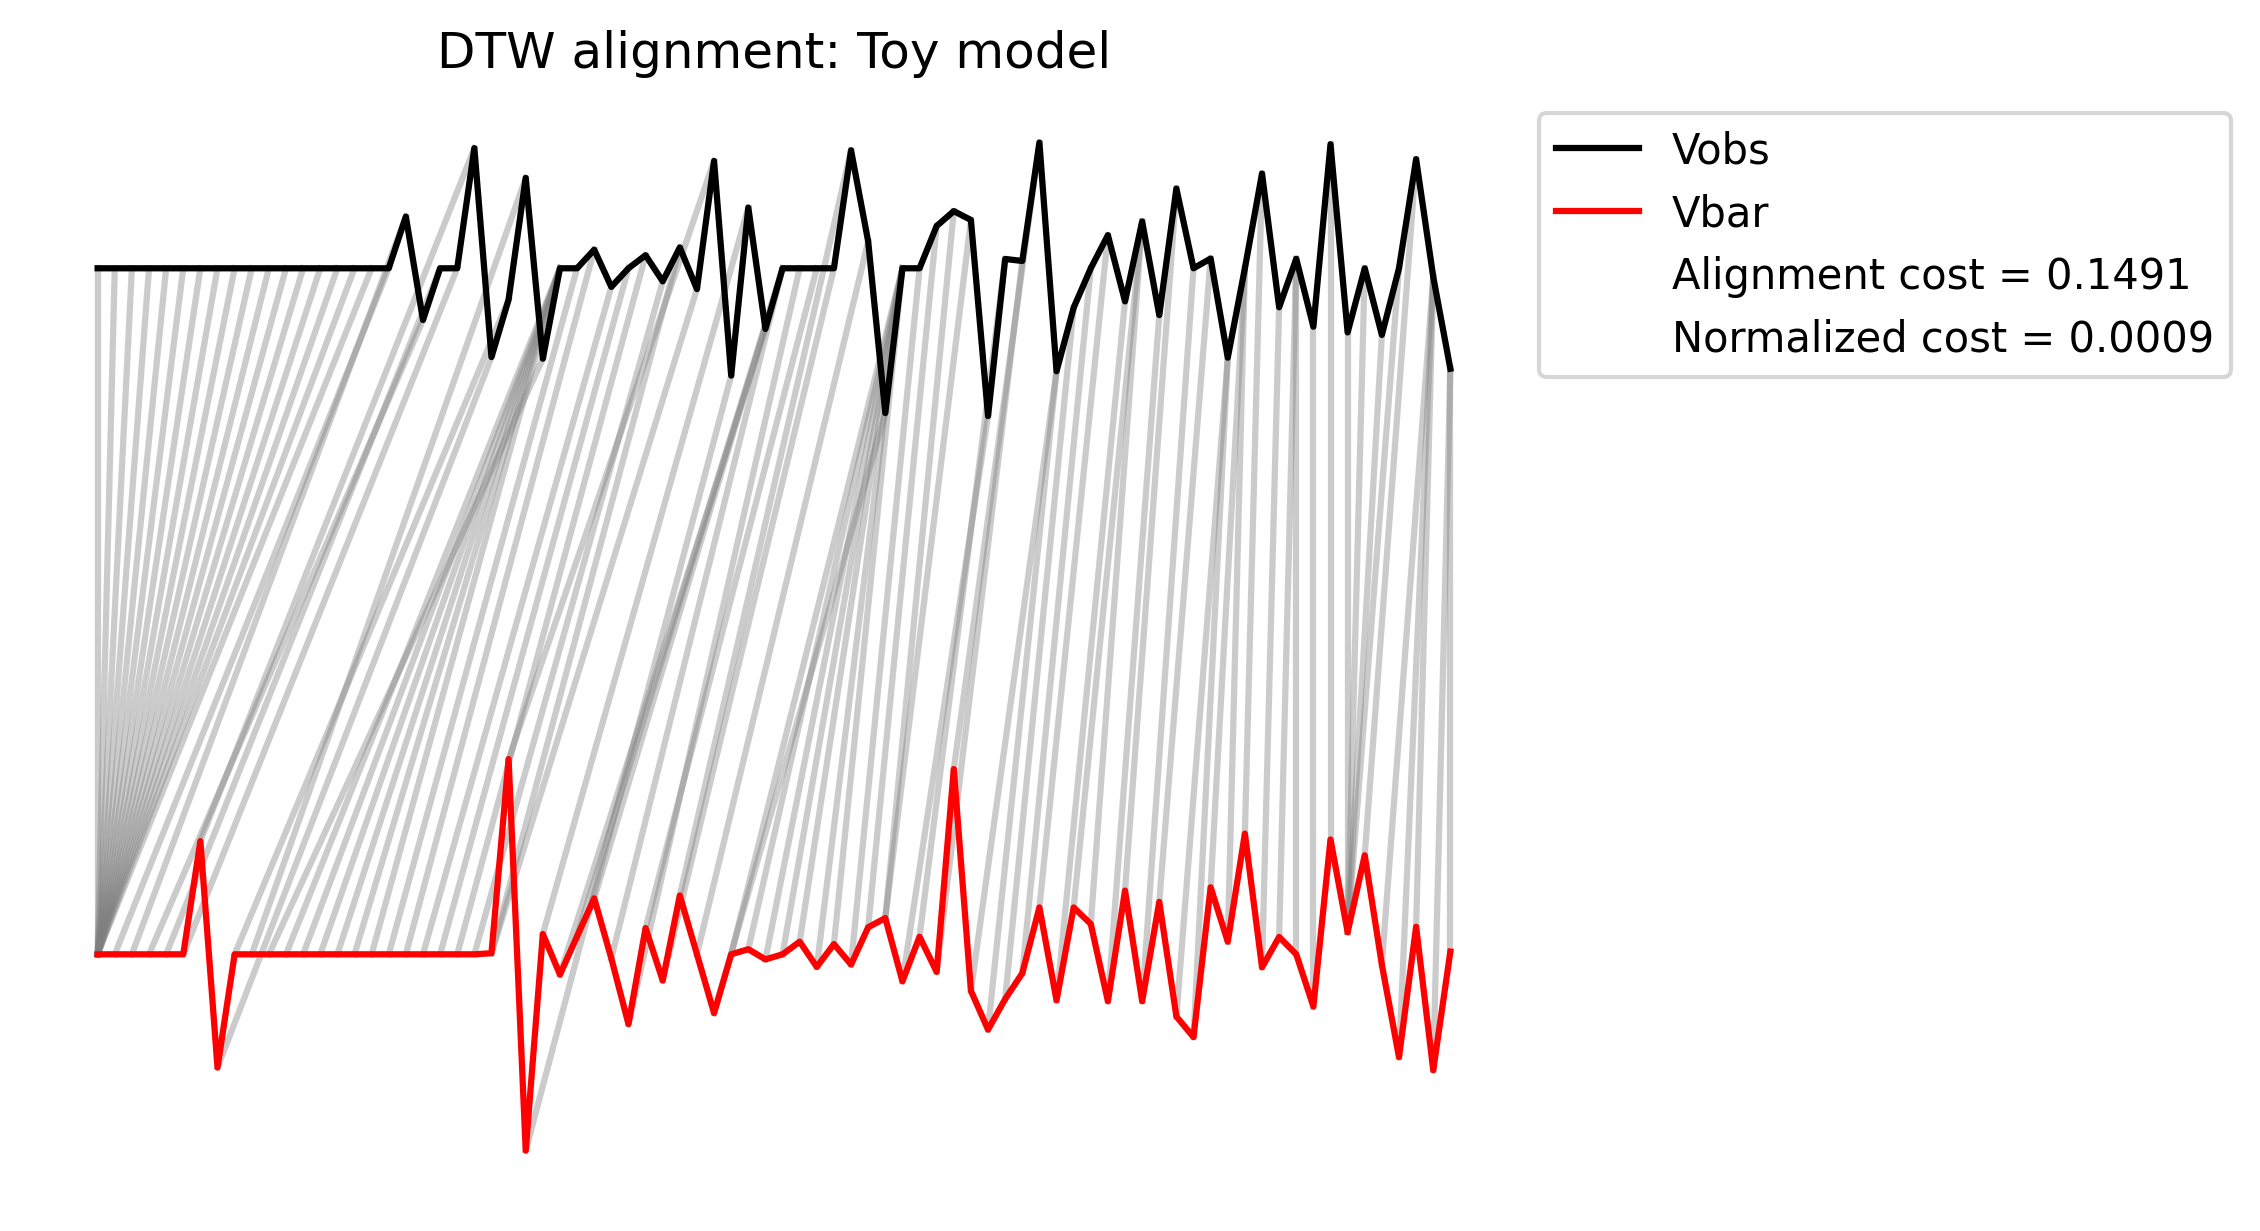 DTW alignment: Toy model
Vobs
Vbar
Alignment cost = 0.1491
Normalized cost = 0.0009